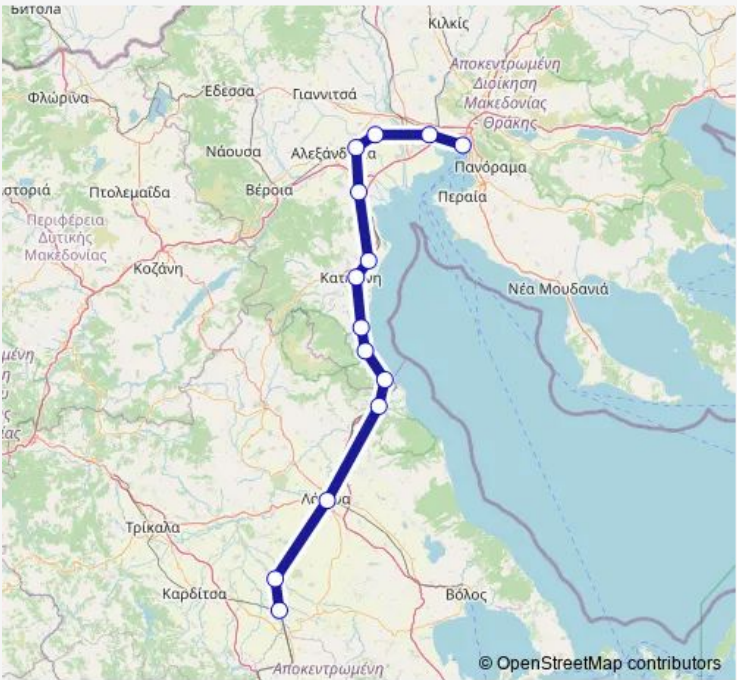 Битола
Κιλκίς
Αποκεντρωμένη
Διοίκηση
Μακεδονίας
- Θράκης
Έδεσσα
Γιαννιτσά
Φλώρινα
Νάουσα
Πανόραμα
Πτολεμαΐδα
Βέροια
Περαία
Περιφέρεια
Δυτικής
Μακεδονίας
Κοζάνη
Νέα Μουδανιά
Τρίκαλα
Καρδίτσα
Βόλος
© OpenStreetMap contributors
Αποκεντρωμένη